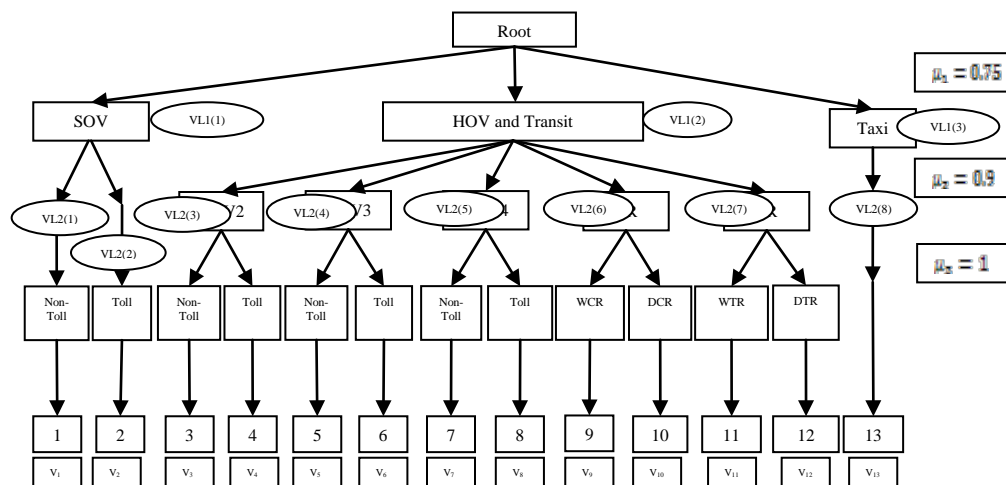 Root
μ₁ = 0.75
SOV
VL1(1)
HOV and Transit
VL1(2)
Taxi
VL1(3)
μ₂ = 0.9
VL2(1)
VL2(2)
VL2(3)
V2
VL2(4)
V3
VL2(5)
4
VL2(6)
R
VL2(7)
R
VL2(8)
μ₃ = 1
Non-
Toll
Toll
Non-
Toll
Toll
Non-
Toll
Toll
Non-
Toll
Toll
WCR
DCR
WTR
DTR
1 2 3 4 5 6 7 8 9 10 11 12 13
V₁ V₂ V₃ V₄ V₅ V₆ V₇ V₈ V₉ V₁₀ V₁₁ V₁₂ V₁₃